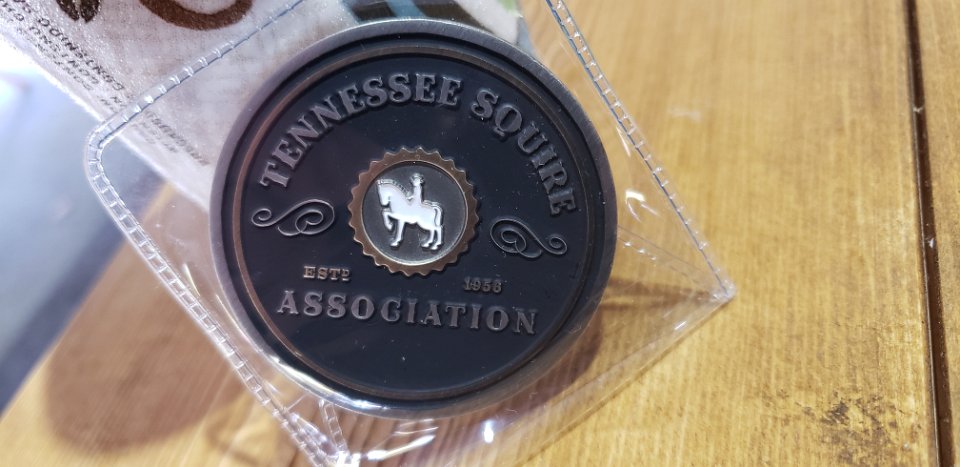 TENNESSEE SQUIRE
ESTD 1956
ASSOCIATION